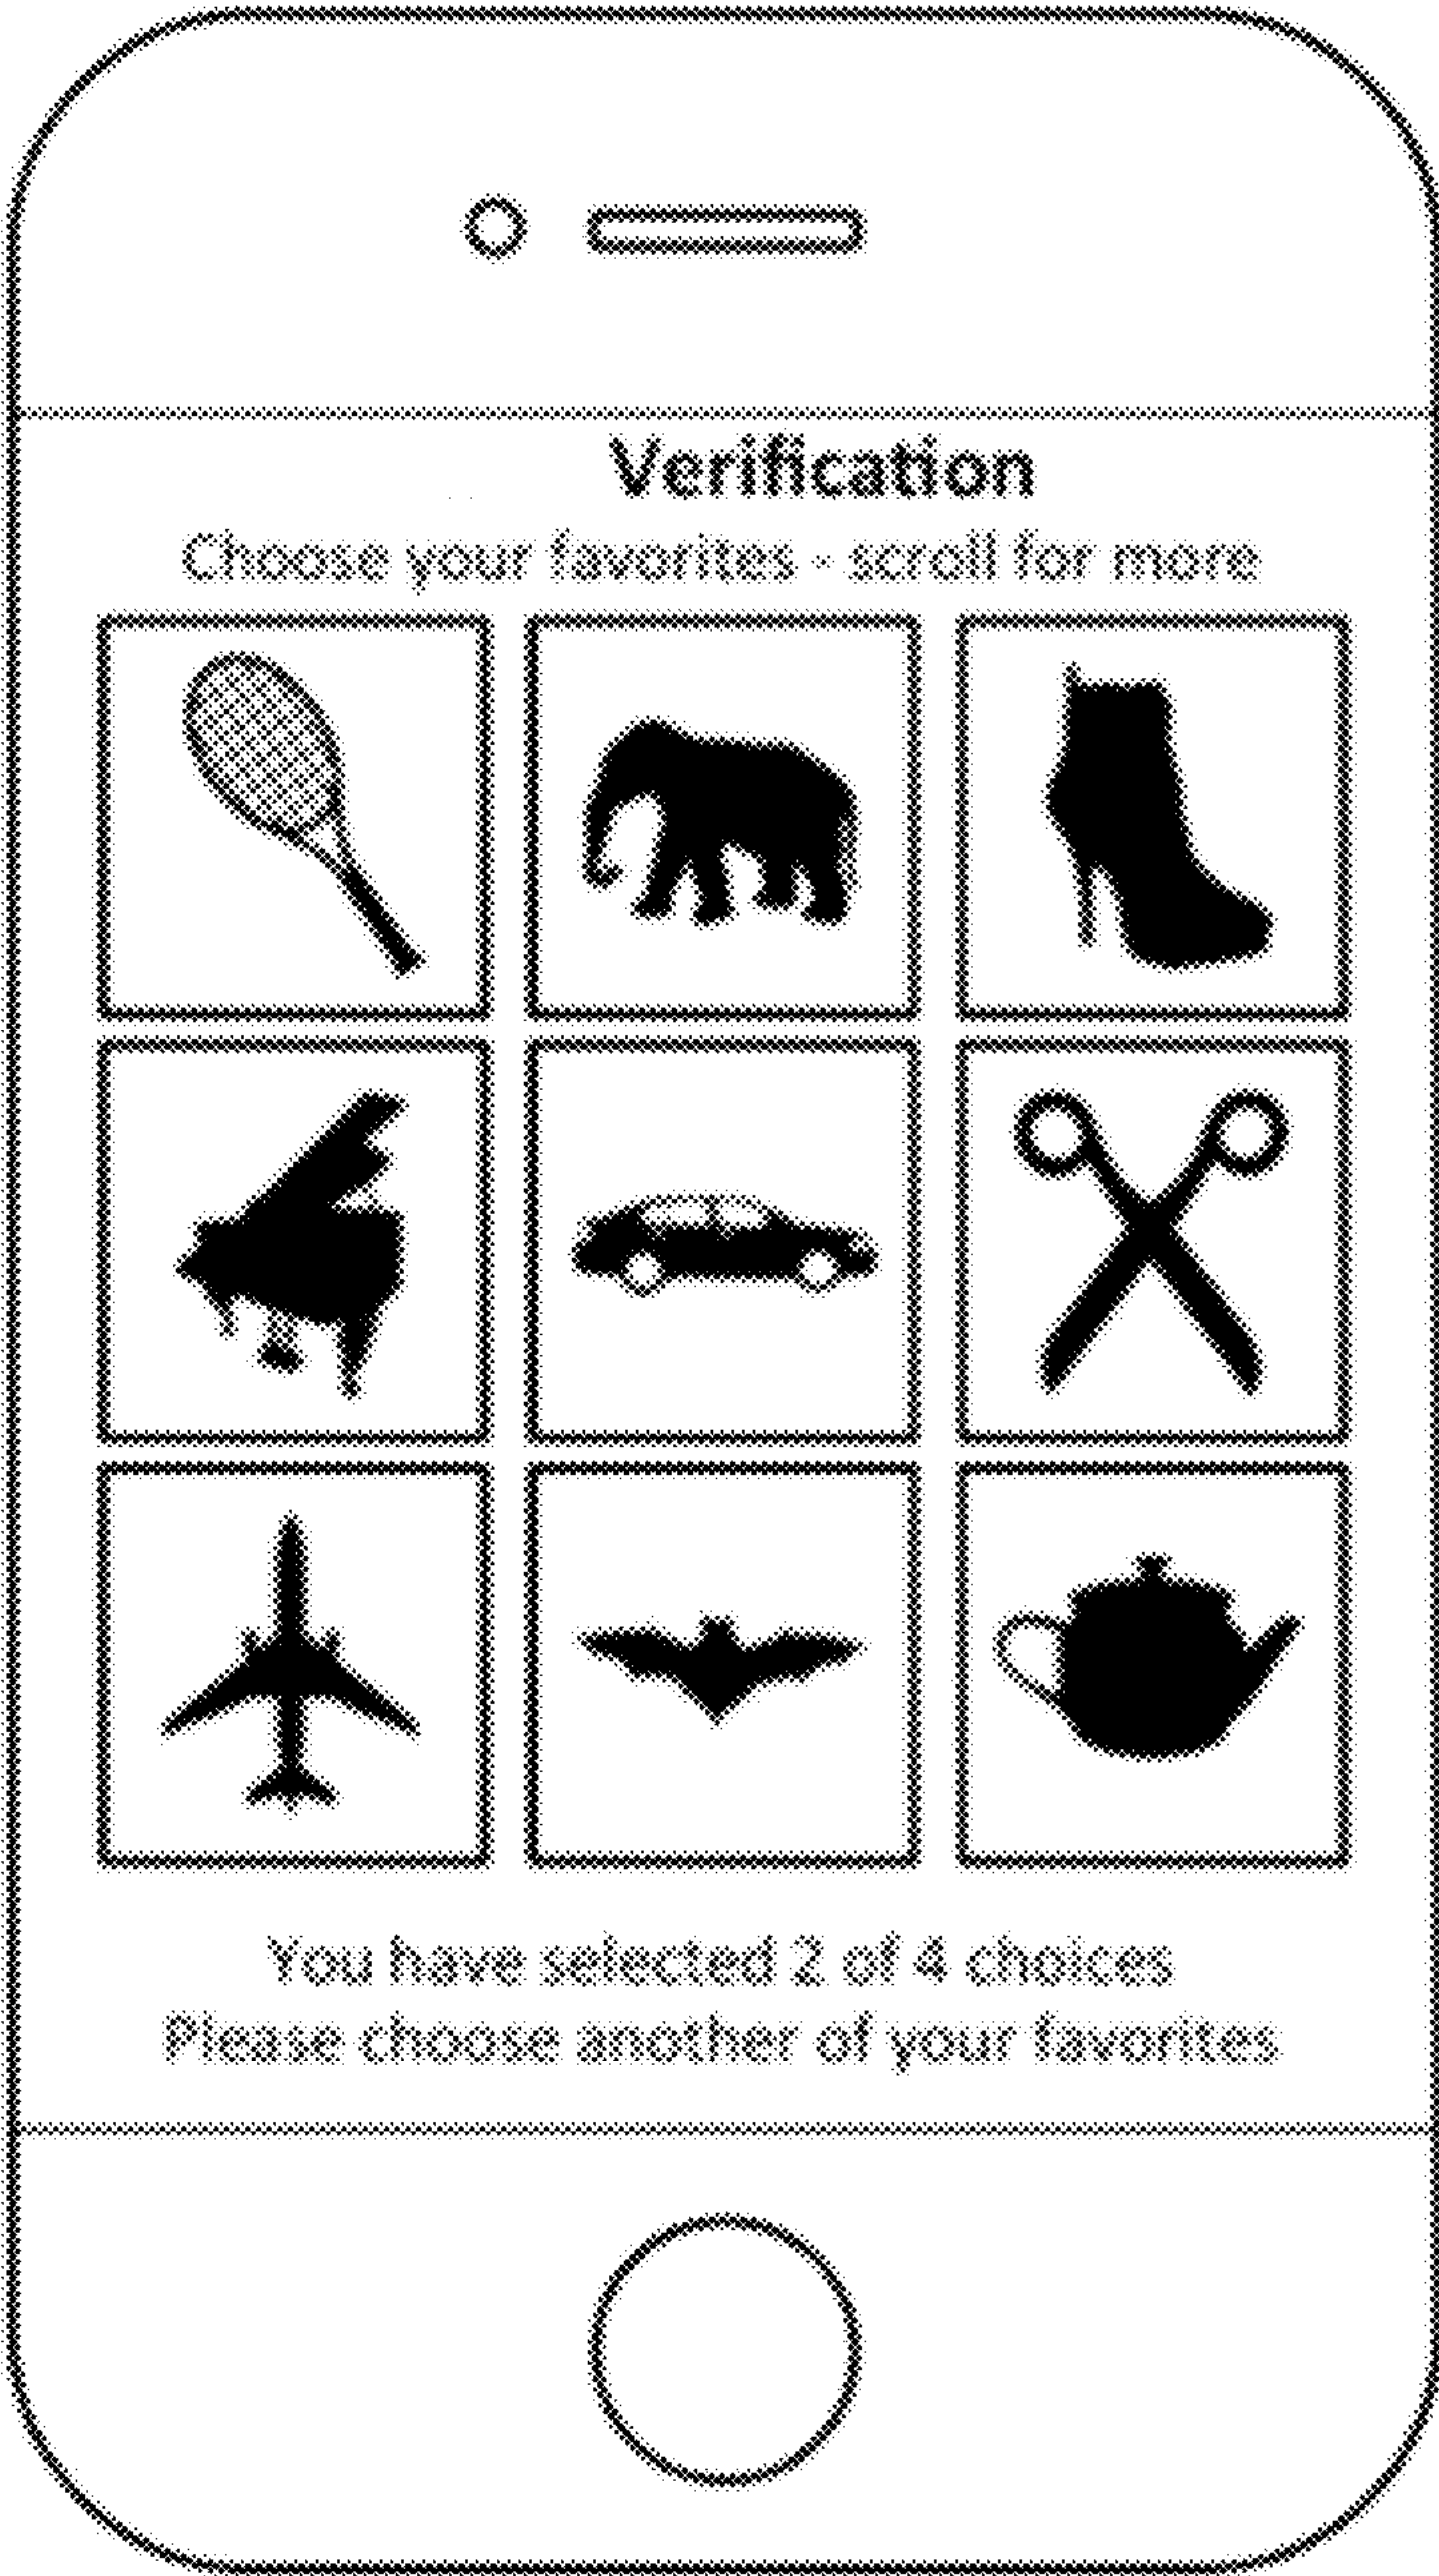 Verification
Choose your favorites - scroll for more
You have selected 2 of 4 choices
Please choose another of your favorites